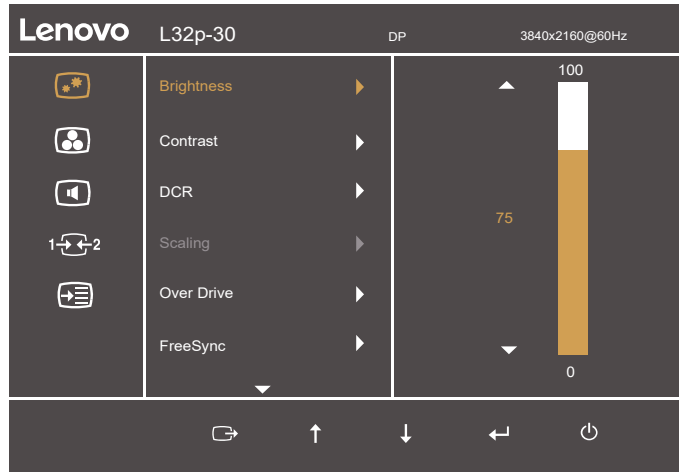 Lenovo L32p-30 DP 3840x2160@60Hz
Brightness
Contrast
DCR
Scaling
Over Drive
FreeSync
100
75
0
1 2